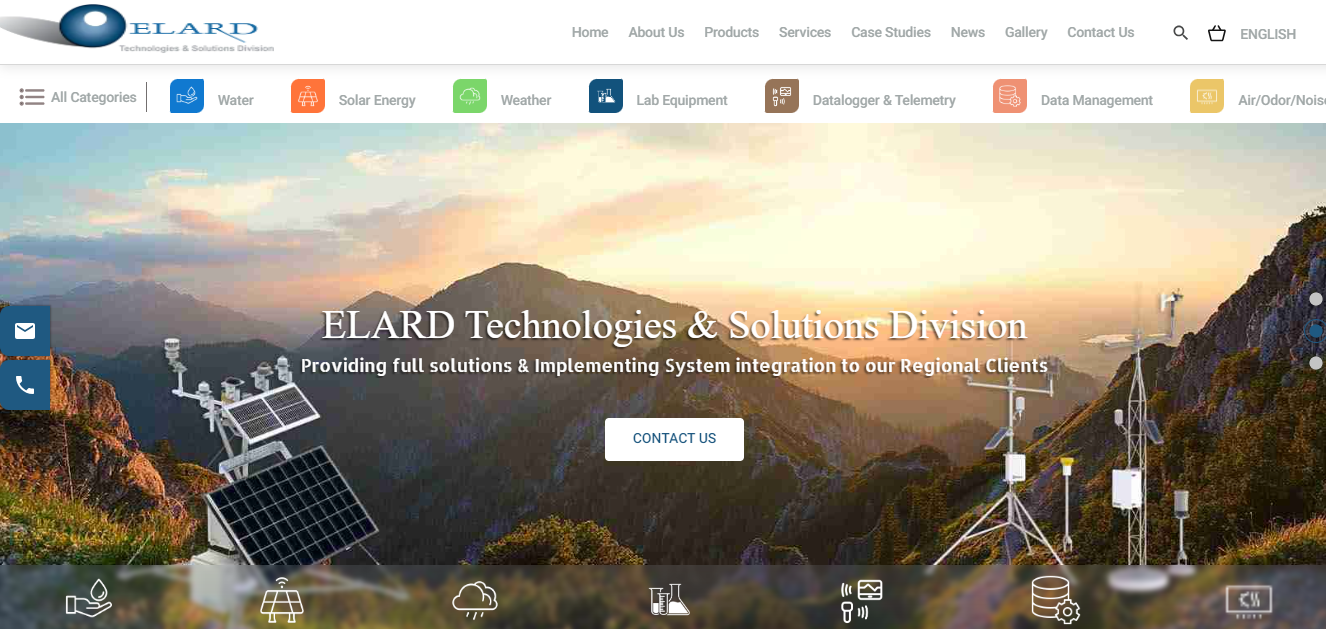 ELARD
Technologies & Solutions Division
Home About Us Products Services Case Studies News Gallery Contact Us ENGLISH
All Categories Water Solar Energy Weather Lab Equipment Datalogger & Telemetry Data Management Air/Odor/Nois
ELARD Technologies & Solutions Division
Providing full solutions & Implementing System integration to our Regional Clients
CONTACT US